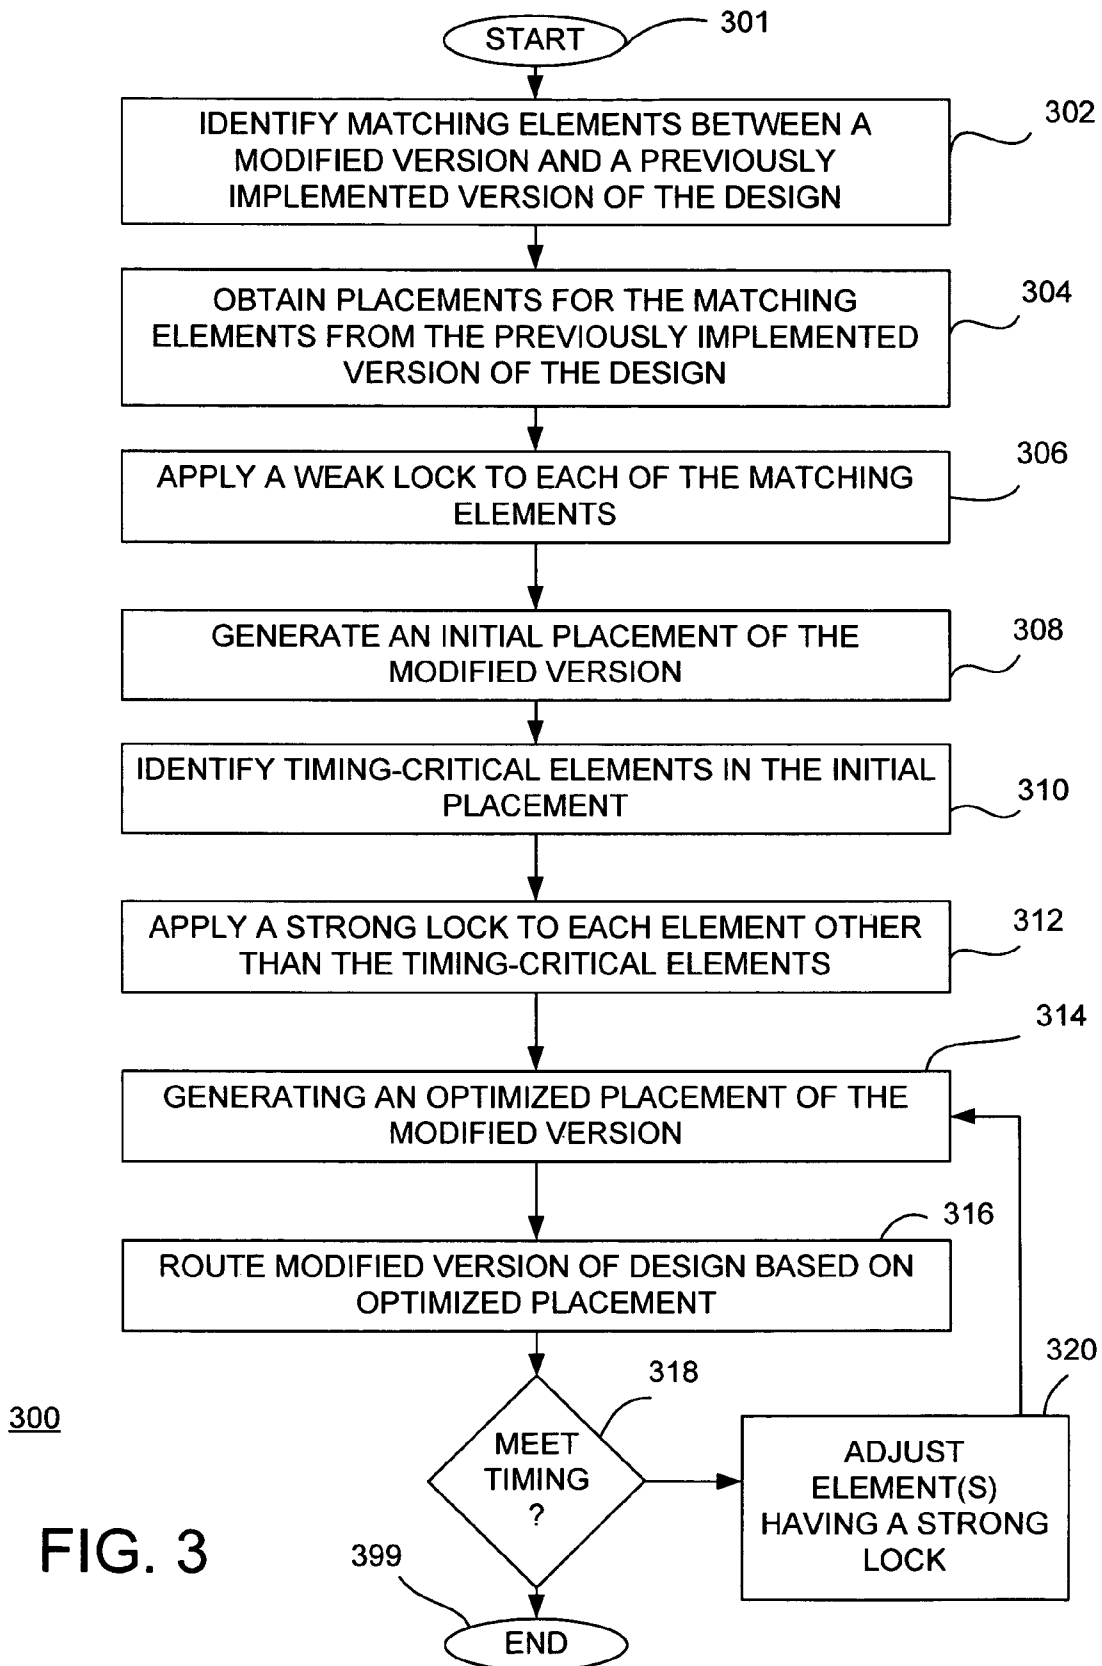 START
301
IDENTIFY MATCHING ELEMENTS BETWEEN A
MODIFIED VERSION AND A PREVIOUSLY
IMPLEMENTED VERSION OF THE DESIGN
302
OBTAIN PLACEMENTS FOR THE MATCHING
ELEMENTS FROM THE PREVIOUSLY IMPLEMENTED
VERSION OF THE DESIGN
304
APPLY A WEAK LOCK TO EACH OF THE MATCHING
ELEMENTS
306
GENERATE AN INITIAL PLACEMENT OF THE
MODIFIED VERSION
308
IDENTIFY TIMING-CRITICAL ELEMENTS IN THE INITIAL
PLACEMENT
310
APPLY A STRONG LOCK TO EACH ELEMENT OTHER
THAN THE TIMING-CRITICAL ELEMENTS
312
GENERATING AN OPTIMIZED PLACEMENT OF THE
MODIFIED VERSION
314
ROUTE MODIFIED VERSION OF DESIGN BASED ON
OPTIMIZED PLACEMENT
316
MEET
TIMING
?
318
ADJUST
ELEMENT(S)
HAVING A STRONG
LOCK
320
300
FIG. 3
399
END